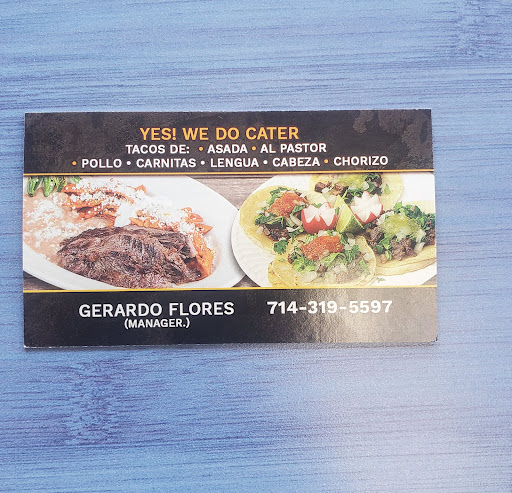 YES! WE DO CATER
TACOS DE: • ASADA • AL PASTOR
• POLLO • CARNITAS • LENGUA • CABEZA • CHORIZO
GERARDO FLORES 714-319-5597
(MANAGER.)